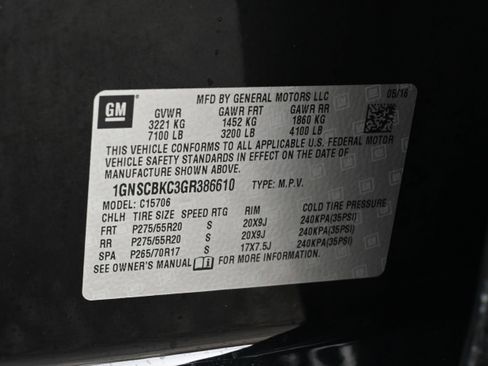 GM
MFD BY GENERAL MOTORS LLC 05/16
GVWR GAWR FRT GAWR RR
3221 KG 1452 KG 1860 KG
7100 LB 3200 LB 4100 LB
THIS VEHICLE CONFORMS TO ALL APPLICABLE U.S. FEDERAL MOTOR
VEHICLE SAFETY STANDARDS IN EFFECT ON THE DATE OF
MANUFACTURE SHOWN ABOVE.
1GNSCBKC3GR386610 TYPE: M.P.V.
MODEL: C15706
CHLH TIRE SIZE SPEED RTG RIM COLD TIRE PRESSURE
FRT P275/55R20 S 20X9J 240KPA(35PSI)
RR P275/55R20 S 20X9J 240KPA(35PSI)
SPA P265/70R17 S 17X7.5J 240KPA(35PSI)
SEE OWNER'S MANUAL FOR MORE INFORMATION.